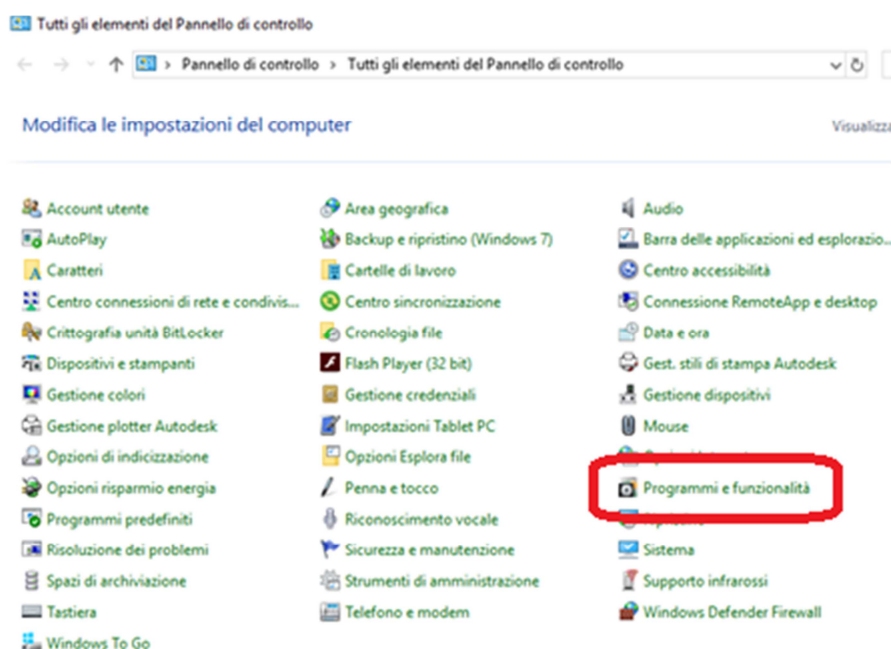 Tutti gli elementi del Pannello di controllo
Pannello di controllo › Tutti gli elementi del Pannello di controllo
Modifica le impostazioni del computer
Visualizza
Account utente
AutoPlay
Caratteri
Centro connessioni di rete e condivis...
Crittografia unità BitLocker
Dispositivi e stampanti
Gestione colori
Gestione plotter Autodesk
Opzioni di indicizzazione
Opzioni risparmio energia
Programmi predefiniti
Risoluzione dei problemi
Spazi di archiviazione
Tastiera
Windows To Go
Area geografica
Backup e ripristino (Windows 7)
Cartelle di lavoro
Centro sincronizzazione
Cronologia file
Flash Player (32 bit)
Gestione credenziali
Impostazioni Tablet PC
Opzioni Esplora file
Penna e tocco
Riconoscimento vocale
Sicurezza e manutenzione
Strumenti di amministrazione
Telefono e modem
Audio
Barra delle applicazioni ed esplorazio...
Centro accessibilità
Connessione RemoteApp e desktop
Data e ora
Gest. stili di stampa Autodesk
Gestione dispositivi
Mouse
Programmi e funzionalità
Sistema
Supporto infrarossi
Windows Defender Firewall